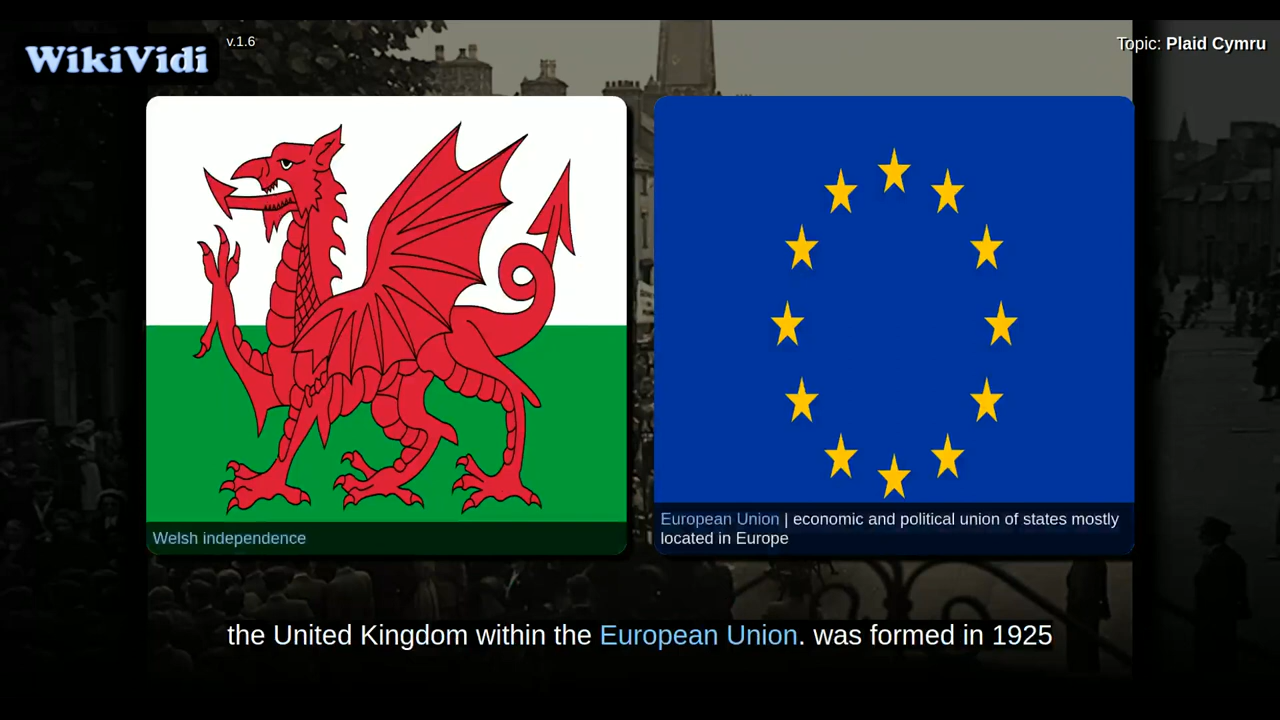 WikiVidi
v.1.6
Topic: Plaid Cymru
Welsh independence
European Union | economic and political union of states mostly
located in Europe
the United Kingdom within the European Union. was formed in 1925